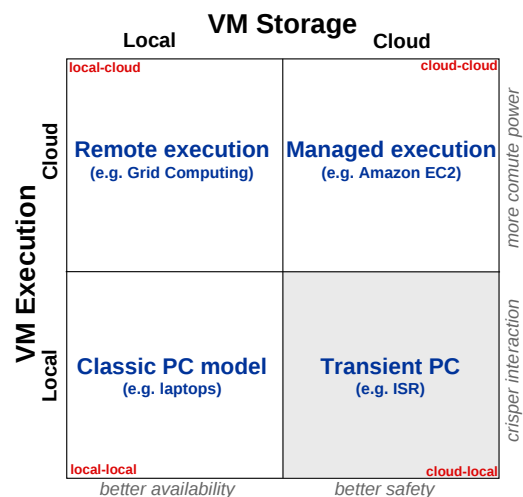 VM Storage
Local
Cloud
local-cloud
cloud-cloud
Remote execution
(e.g. Grid Computing)
Managed execution
(e.g. Amazon EC2)
Cloud
more comute power
VM Execution
Classic PC model
(e.g. laptops)
Transient PC
(e.g. ISR)
Local
crisper interaction
local-local
cloud-local
better availability
better safety